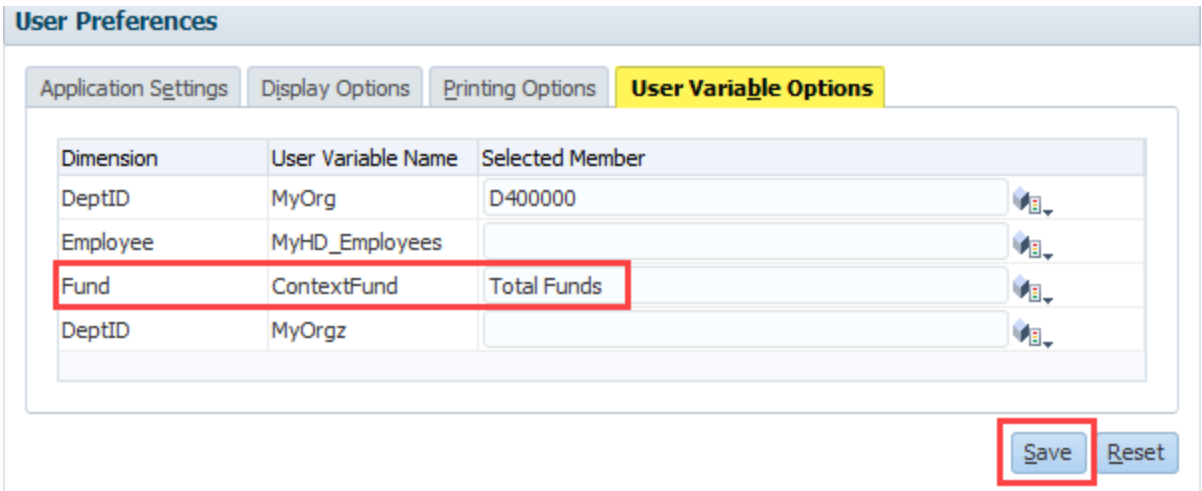 User Preferences
Application Settings Display Options Printing Options User Variable Options
Dimension User Variable Name Selected Member
DeptID MyOrg D400000
Employee MyHD_Employees
Fund ContextFund Total Funds
DeptID MyOrgz
Save Reset